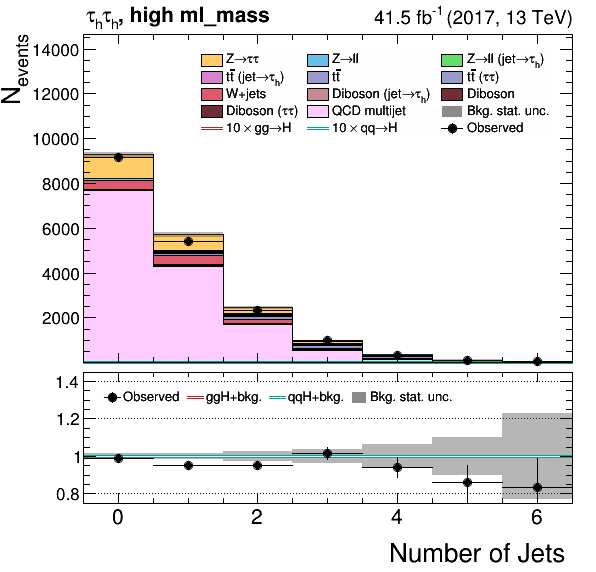 τhτh, high ml_mass 41.5 fb⁻¹ (2017, 13 TeV)
Nevents
14000
12000
10000
8000
6000
4000
2000
Z→ττ Z→ll Z→ll (jet→τh)
tt̄ (jet→τh) tt̄ tt̄ (ττ)
W+jets Diboson (jet→τh) Diboson
Diboson (ττ) QCD multijet Bkg. stat. unc.
10 × gg→H 10 × qq→H Observed
1.4
1.2
1
0.8
Observed ggH+bkg. qqH+bkg. Bkg. stat. unc.
0 2 4 6
Number of Jets